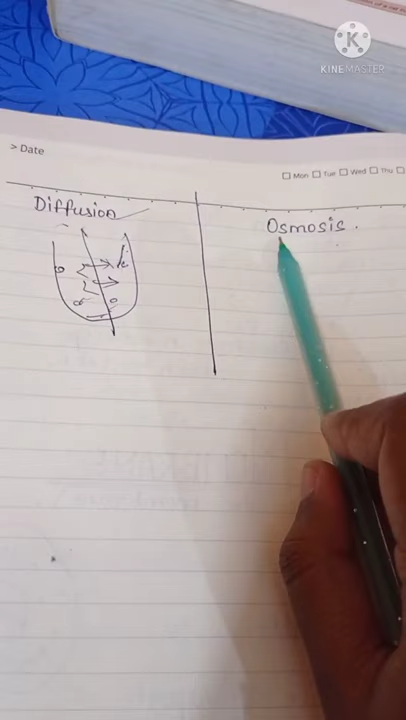 KINEMASTER
> Date
Mon Tue Wed Thu
Diffusion
Osmosis.